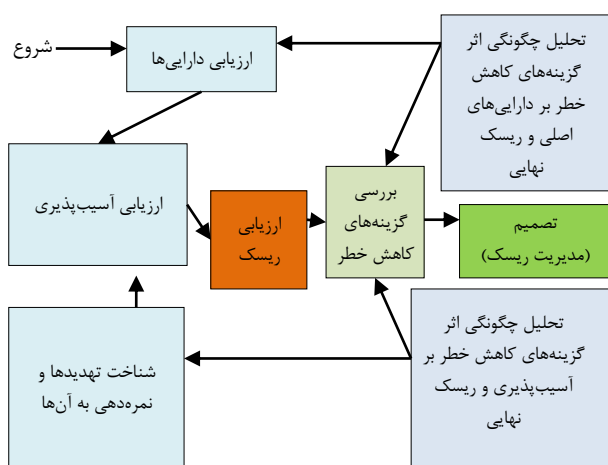 شروع
ارزیابی دارایی‌ها
تحلیل چگونگی اثر
گزینه‌های کاهش
خطر بر دارایی‌های
اصلی و ریسک
نهایی
ارزیابی آسیب‌پذیری
ارزیابی
ریسک
بررسی
گزینه‌های
کاهش خطر
تصمیم
(مدیریت ریسک)
شناخت تهدیدها و
نمره‌دهی به آن‌ها
تحلیل چگونگی اثر
گزینه‌های کاهش خطر بر
آسیب‌پذیری و ریسک
نهایی